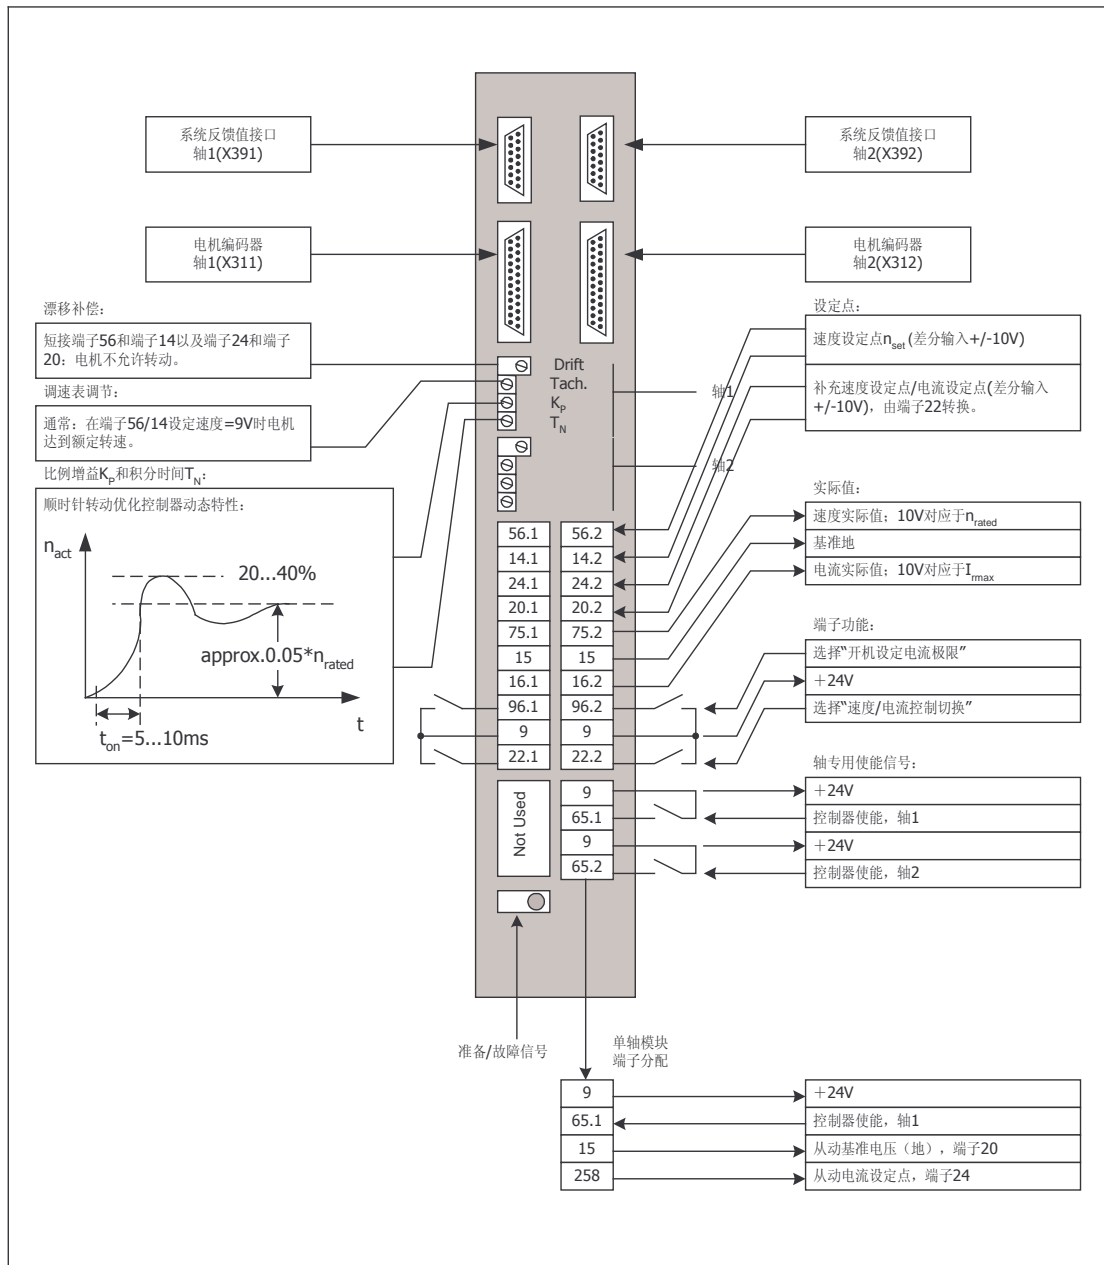 系统反馈值接口
轴1(X391)
系统反馈值接口
轴2(X392)
电机编码器
轴1(X311)
电机编码器
轴2(X312)
漂移补偿：
短接端子56和端子14以及端子24和端子
20：电机不允许转动。
调速表调节：
通常：在端子56/14设定速度=9V时电机
达到额定转速。
比例增益KP和积分时间TN：
顺时针转动优化控制器动态特性：
nact
20...40%
approx.0.05*nrated
t
ton=5...10ms
Drift
Tach.
KP
TN
轴1
轴2
设定点：
速度设定点nset (差分输入+/-10V)
补充速度设定点/电流设定点(差分输入
+/-10V)，由端子22转换。
实际值：
速度实际值；10V对应于nrated
基准地
电流实际值；10V对应于Irmax
端子功能：
选择“开机设定电流极限”
＋24V
选择“速度/电流控制切换”
轴专用使能信号：
＋24V
控制器使能，轴1
＋24V
控制器使能，轴2
56.1 56.2
14.1 14.2
24.1 24.2
20.1 20.2
75.1 75.2
15 15
16.1 16.2
96.1 96.2
9 9
22.1 22.2
Not Used
9
65.1
9
65.2
准备/故障信号
单轴模块
端子分配
9 ＋24V
65.1 控制器使能，轴1
15 从动基准电压（地），端子20
258 从动电流设定点，端子24